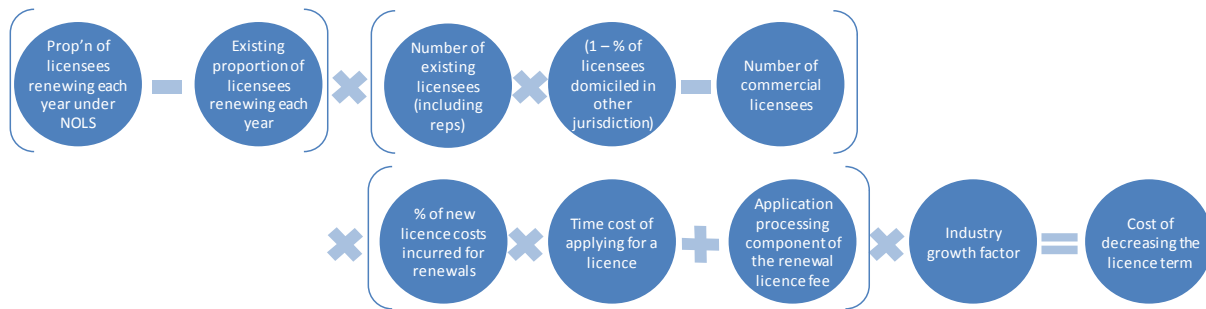 Prop’n of
licensees
renewing each
year under
NOLS
Existing
proportion of
licensees
renewing each
year
Number of
existing
licensees
(including
reps)
(1 – % of
licensees
domiciled in
other
jurisdiction)
Number of
commercial
licensees
% of new
licence costs
incurred for
renewals
Time cost of
applying for a
licence
Application
processing
component of
the renewal
licence fee
Industry
growth factor
Cost of
decreasing the
licence term